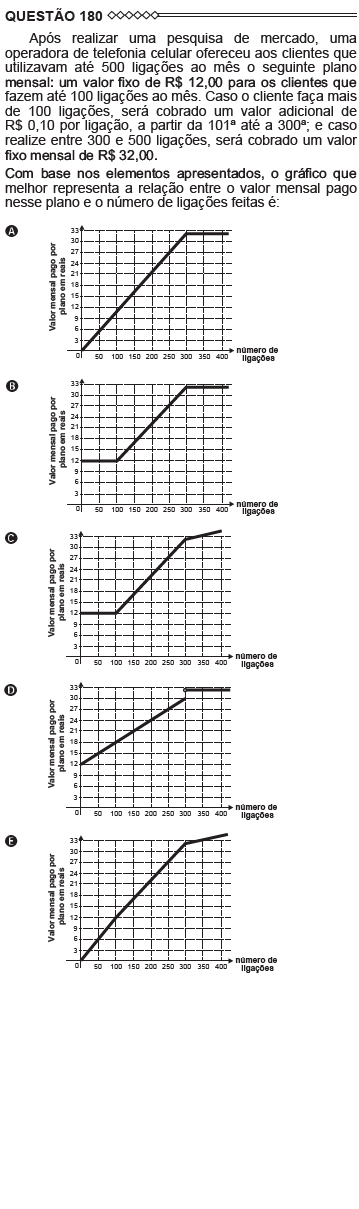 QUESTÃO 180
Após realizar uma pesquisa de mercado, uma
operadora de telefonia celular ofereceu aos clientes que
utilizavam até 500 ligações ao mês o seguinte plano
mensal: um valor fixo de R$ 12,00 para os clientes que
fazem até 100 ligações ao mês. Caso o cliente faça mais
de 100 ligações, será cobrado um valor adicional de
R$ 0,10 por ligação, a partir da 101ª até a 300ª; e caso
realize entre 300 e 500 ligações, será cobrado um valor
fixo mensal de R$ 32,00.
Com base nos elementos apresentados, o gráfico que
melhor representa a relação entre o valor mensal pago
nesse plano e o número de ligações feitas é:
A
Valor mensal pago por
plano em reais
33
30
27
24
21
18
15
12
9
6
3
0 50 100 150 200 250 300 350 400
número de
ligações
B
Valor mensal pago por
plano em reais
33
30
27
24
21
18
15
12
9
6
3
0 50 100 150 200 250 300 350 400
número de
ligações
C
Valor mensal pago por
plano em reais
33
30
27
24
21
18
15
12
9
6
3
0 50 100 150 200 250 300 350 400
número de
ligações
D
Valor mensal pago por
plano em reais
33
30
27
24
21
18
15
12
9
6
3
0 50 100 150 200 250 300 350 400
número de
ligações
E
Valor mensal pago por
plano em reais
33
30
27
24
21
18
15
12
9
6
3
0 50 100 150 200 250 300 350 400
número de
ligações